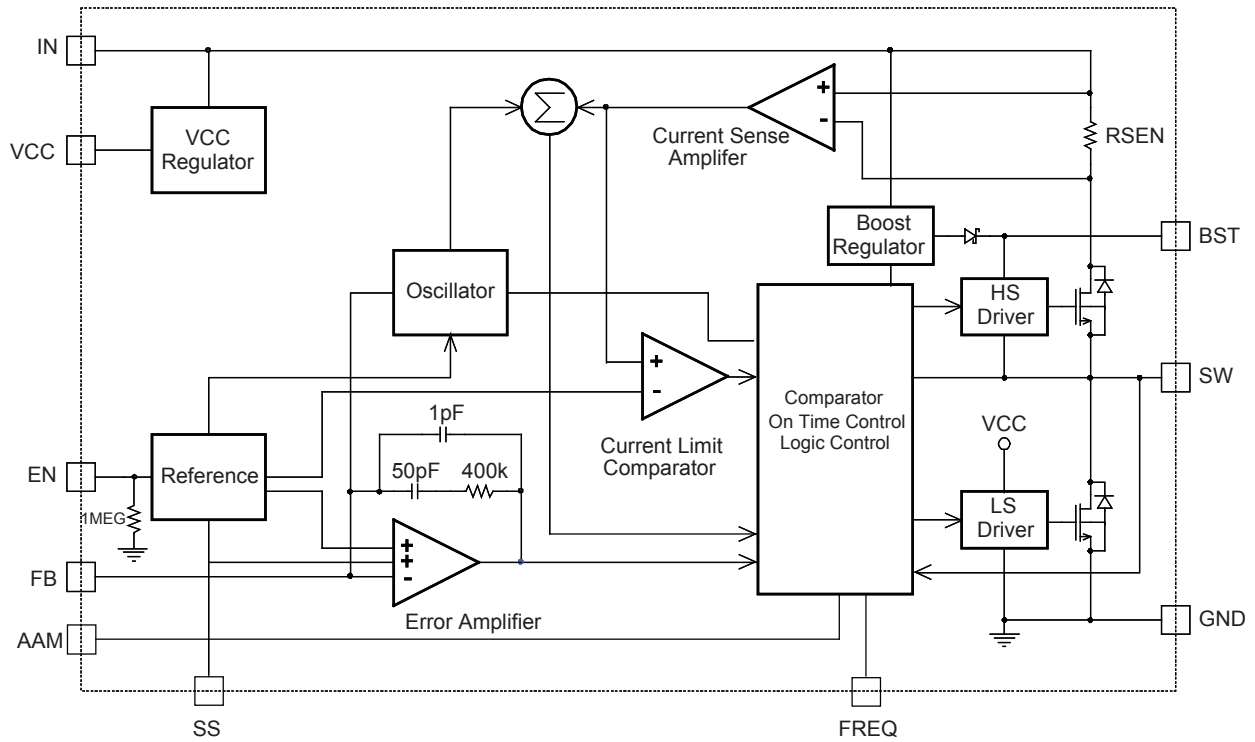 IN
VCC
VCC
Regulator
Σ
+
-
Current Sense
Amplifer
RSEN
Boost
Regulator
BST
Oscillator
HS
Driver
+
-
Current Limit
Comparator
Comparator
On Time Control
Logic Control
SW
VCC
1pF
50pF
400k
EN
Reference
1MEG
LS
Driver
+
+
-
FB
Error Amplifier
AAM
GND
SS
FREQ